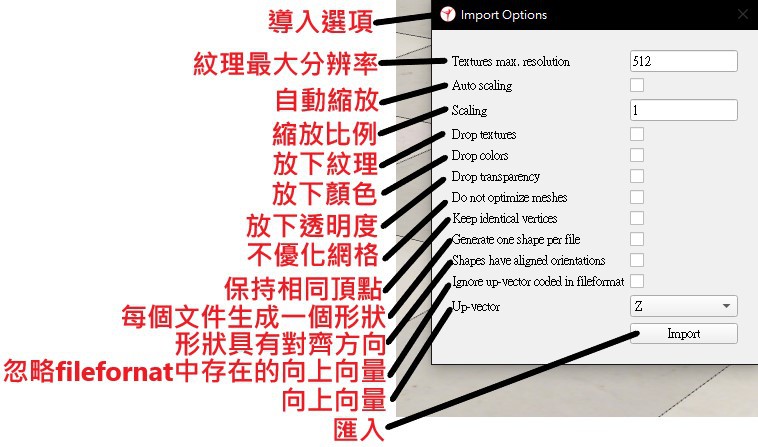 導入選項
Import Options
紋理最大分辨率
Textures max. resolution 512
自動縮放
Auto scaling
縮放比例
Scaling 1
放下紋理
Drop textures
放下顏色
Drop colors
放下透明度
Drop transparency
不優化網格
Do not optimize meshes
保持相同頂點
Keep identical vertices
每個文件生成一個形狀
Generate one shape per file
形狀具有對齊方向
Shapes have aligned orientations
忽略filefornat中存在的向上向量
Ignore up-vector coded in fileformat
向上向量
Up-vector Z
匯入
Import